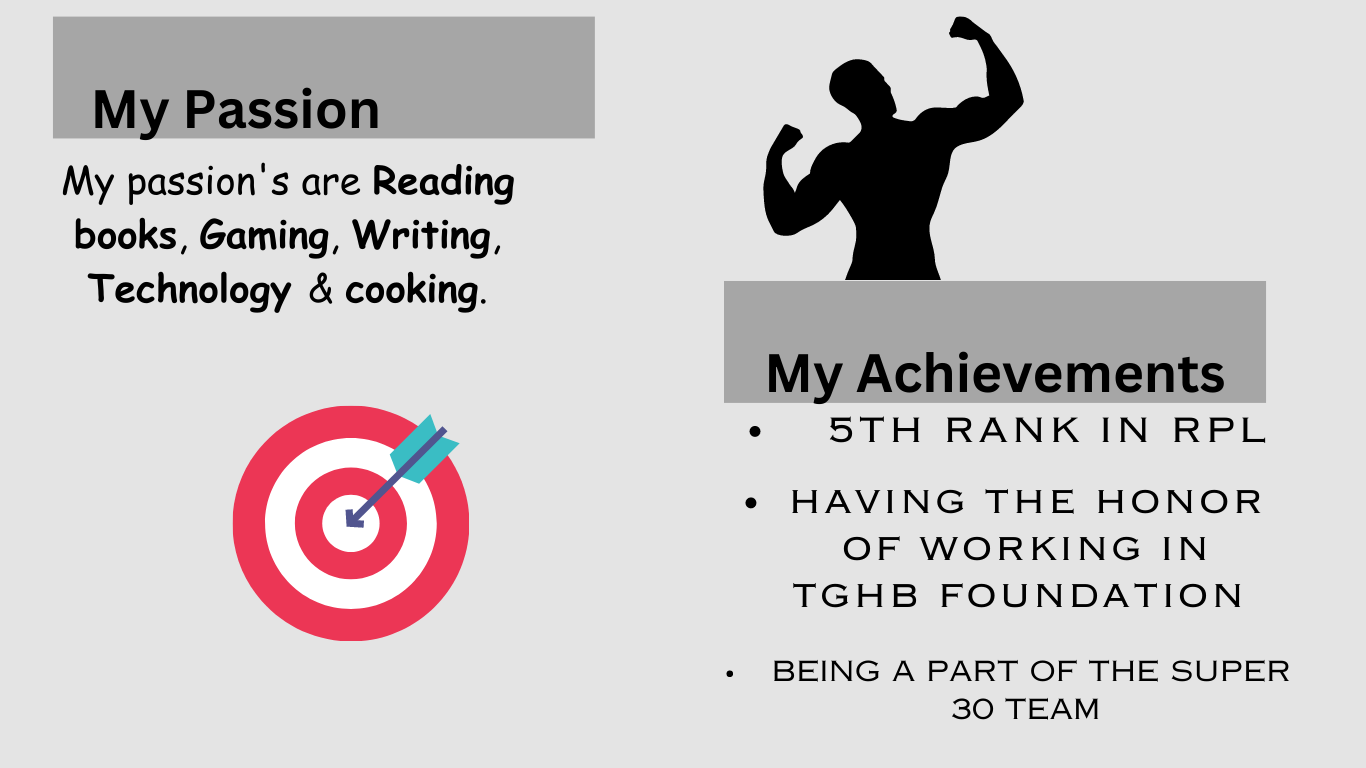 My Passion
My passion's are Reading
books, Gaming, Writing,
Technology & cooking.
My Achievements
• 5TH RANK IN RPL
• HAVING THE HONOR
OF WORKING IN
TGHB FOUNDATION
• BEING A PART OF THE SUPER
30 TEAM